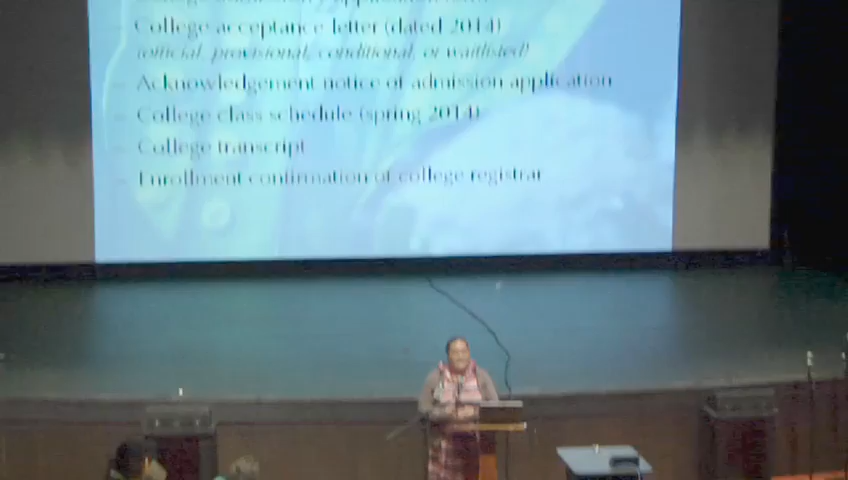 College acceptance letter (dated 2014)
(official, provisional, conditional, or waitlisted)
– Acknowledgement notice of admission application
– College class schedule (spring 2014)
– College transcript
– Enrollment confirmation of college registrar